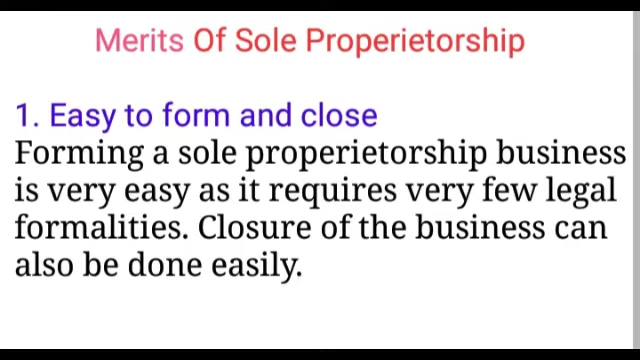 Merits Of Sole Properietorship
1. Easy to form and close
Forming a sole properietorship business
is very easy as it requires very few legal
formalities. Closure of the business can
also be done easily.